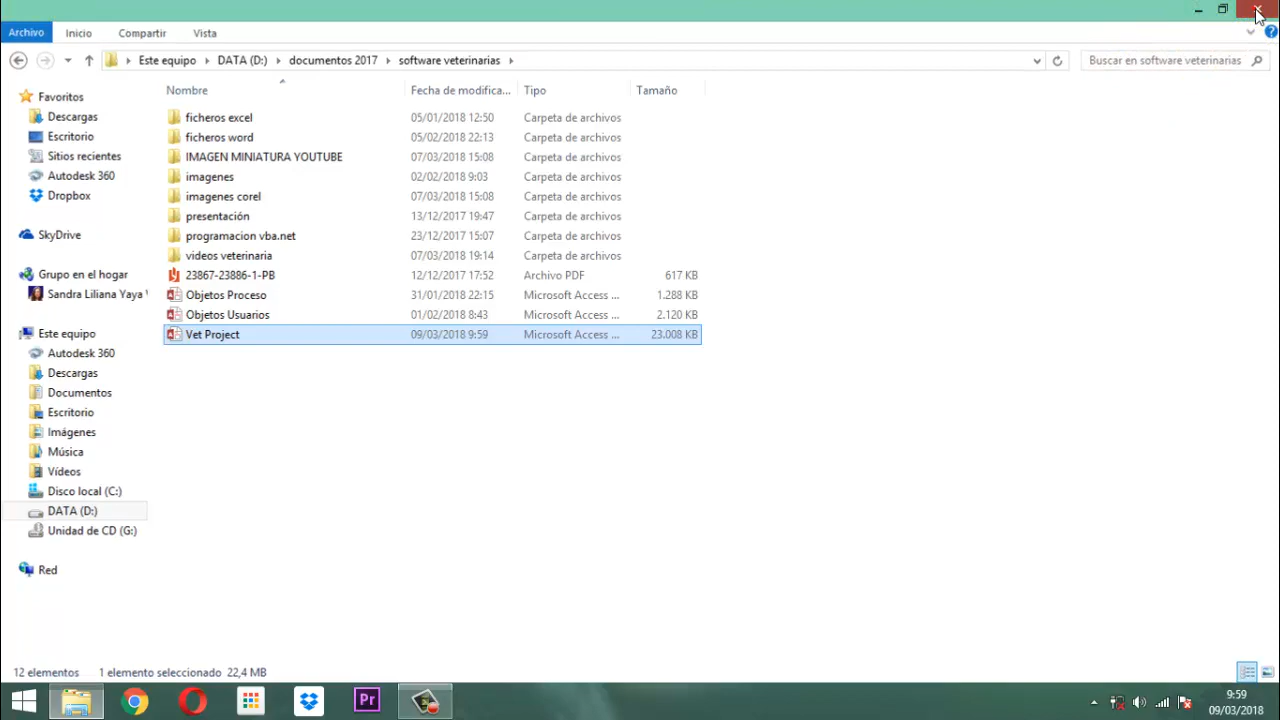 Archivo Inicio Compartir Vista
Este equipo DATA (D:) documentos 2017 software veterinarias Buscar en software veterinarias
Nombre Fecha de modifica... Tipo Tamaño
Favoritos
Descargas
Escritorio
Sitios recientes
Autodesk 360
Dropbox
SkyDrive
Grupo en el hogar
Sandra Liliana Yaya
Este equipo
Autodesk 360
Descargas
Documentos
Escritorio
Imágenes
Música
Vídeos
Disco local (C:)
DATA (D:)
Unidad de CD (G:)
Red
ficheros excel 05/01/2018 12:50 Carpeta de archivos
ficheros word 05/02/2018 22:13 Carpeta de archivos
IMAGEN MINIATURA YOUTUBE 07/03/2018 15:08 Carpeta de archivos
imagenes 02/02/2018 9:03 Carpeta de archivos
imagenes corel 07/03/2018 15:08 Carpeta de archivos
presentación 13/12/2017 19:47 Carpeta de archivos
programacion vba.net 23/12/2017 15:07 Carpeta de archivos
videos veterinaria 07/03/2018 19:14 Carpeta de archivos
23867-23886-1-PB 12/12/2017 17:52 Archivo PDF 617 KB
Objetos Proceso 31/01/2018 22:15 Microsoft Access ... 1.288 KB
Objetos Usuarios 01/02/2018 8:43 Microsoft Access ... 2.120 KB
Vet Project 09/03/2018 9:59 Microsoft Access ... 23.008 KB
12 elementos 1 elemento seleccionado 22,4 MB
Pr
9:59
09/03/2018